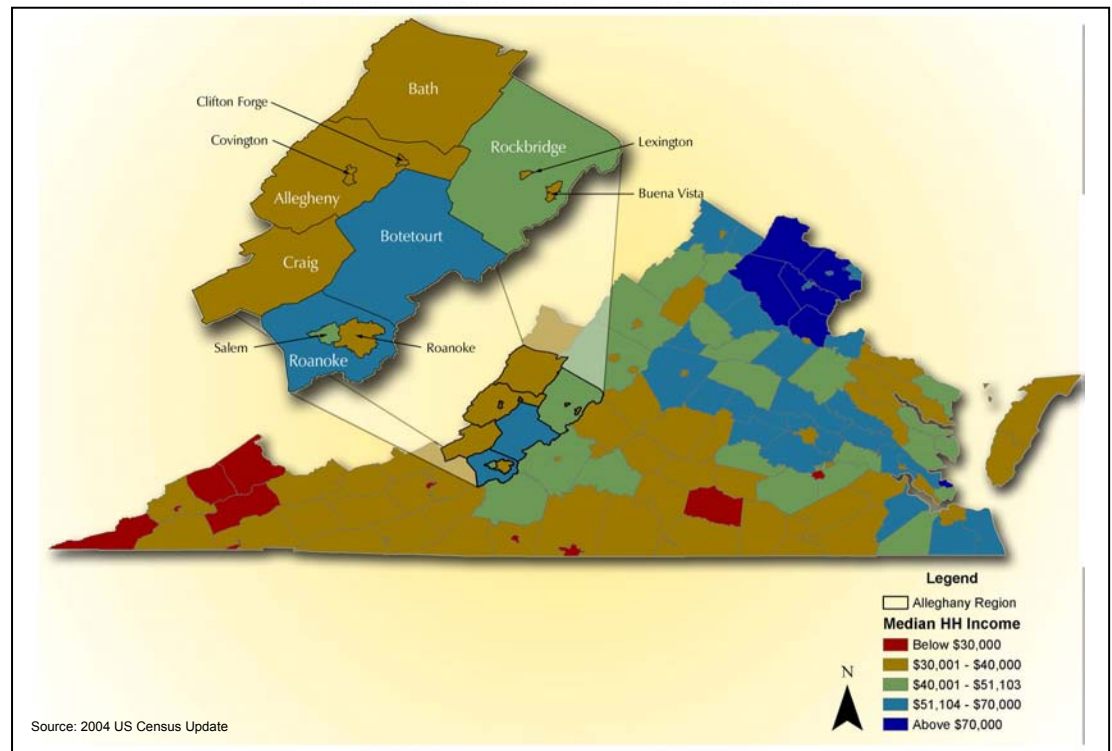 Bath
Clifton Forge
Covington
Rockbridge
Lexington
Allegheny
Buena Vista
Botetourt
Craig
Salem
Roanoke
Roanoke
Legend
Alleghany Region
Median HH Income
Below $30,000
$30,001 - $40,000
$40,001 - $51,103
$51,104 - $70,000
Above $70,000
N
Source: 2004 US Census Update